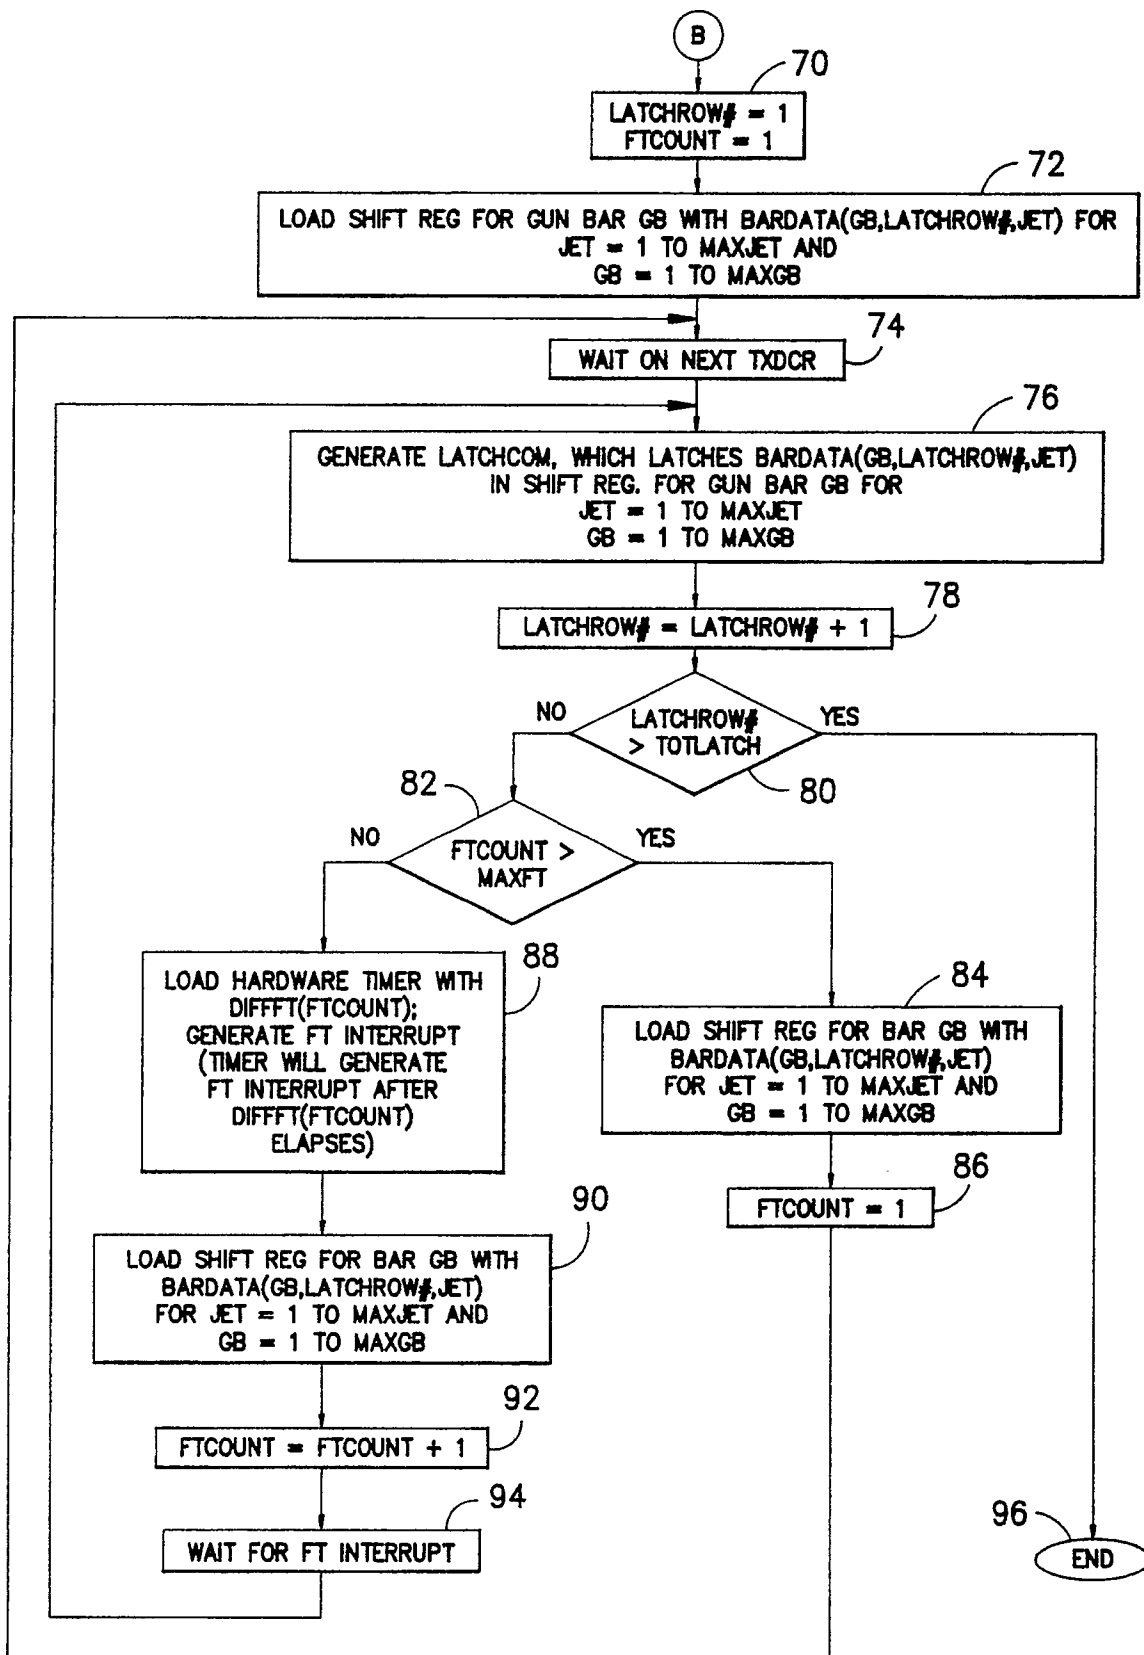 B
70
LATCHROW# = 1
FTCOUNT = 1
72
LOAD SHIFT REG FOR GUN BAR GB WITH BARDATA(GB,LATCHROW#,JET) FOR
JET = 1 TO MAXJET AND
GB = 1 TO MAXGB
74
WAIT ON NEXT TXDCR
76
GENERATE LATCHCOM, WHICH LATCHES BARDATA(GB,LATCHROW#,JET)
IN SHIFT REG. FOR GUN BAR GB FOR
JET = 1 TO MAXJET
GB = 1 TO MAXGB
78
LATCHROW# = LATCHROW# + 1
NO
LATCHROW#
> TOTLATCH
YES
80
82
NO
FTCOUNT >
MAXFT
YES
88
LOAD HARDWARE TIMER WITH
DIFFFT(FTCOUNT);
GENERATE FT INTERRUPT
(TIMER WILL GENERATE
FT INTERRUPT AFTER
DIFFFT(FTCOUNT)
ELAPSES)
84
LOAD SHIFT REG FOR BAR GB WITH
BARDATA(GB,LATCHROW#,JET)
FOR JET = 1 TO MAXJET AND
GB = 1 TO MAXGB
86
FTCOUNT = 1
90
LOAD SHIFT REG FOR BAR GB WITH
BARDATA(GB,LATCHROW#,JET)
FOR JET = 1 TO MAXJET AND
GB = 1 TO MAXGB
92
FTCOUNT = FTCOUNT + 1
94
WAIT FOR FT INTERRUPT
96
END